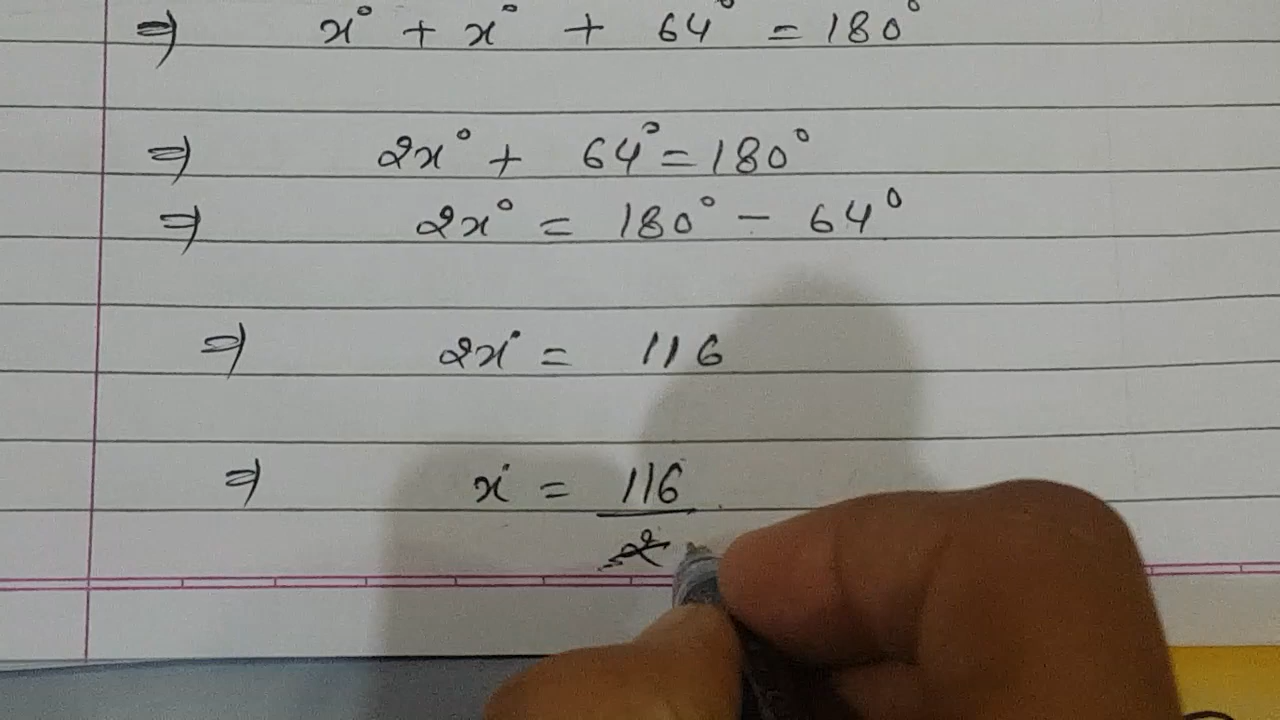 ⇒ x° + x° + 64° = 180°
⇒ 2x° + 64° = 180°
⇒ 2x° = 180° - 64°
⇒ 2x° = 116
⇒ x° = 116/2